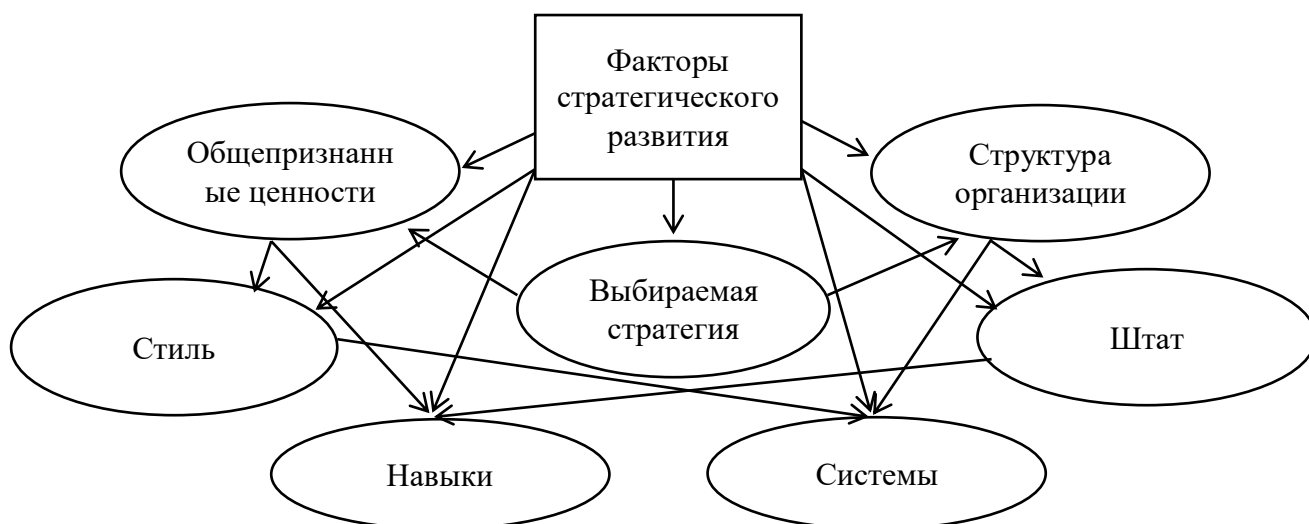 Факторы
стратегического
развития
Общепризнанн
ые ценности
Структура
организации
Выбираемая
стратегия
Стиль
Штат
Навыки
Системы